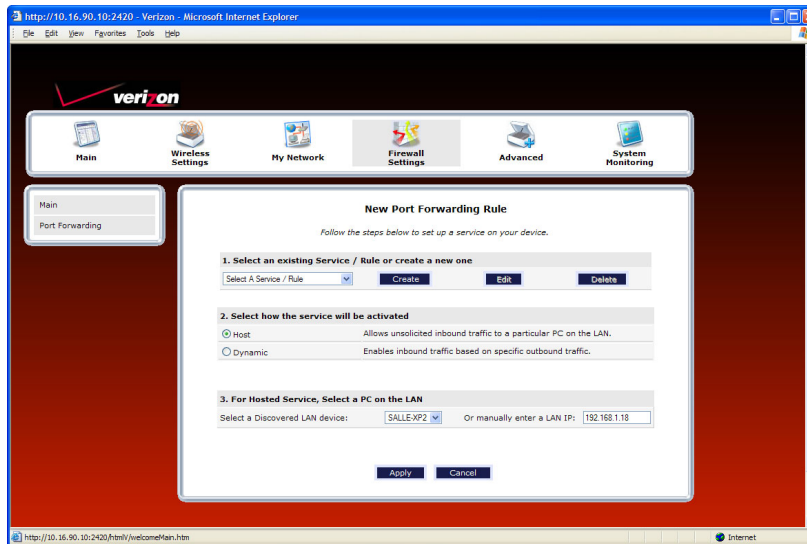 http://10.16.90.10:2420 - Verizon - Microsoft Internet Explorer
File Edit View Favorites Tools Help
verizon
Main
Wireless Settings
My Network
Firewall Settings
Advanced
System Monitoring
Main
Port Forwarding
New Port Forwarding Rule
Follow the steps below to set up a service on your device.
1. Select an existing Service / Rule or create a new one
Select A Service / Rule Create Edit Delete
2. Select how the service will be activated
Host Allows unsolicited inbound traffic to a particular PC on the LAN.
Dynamic Enables inbound traffic based on specific outbound traffic.
3. For Hosted Service, Select a PC on the LAN
Select a Discovered LAN device: SALLE-XP2 Or manually enter a LAN IP: 192.168.1.18
Apply Cancel
http://10.16.90.10:2420/htmlV/welcomeMain.htm Internet